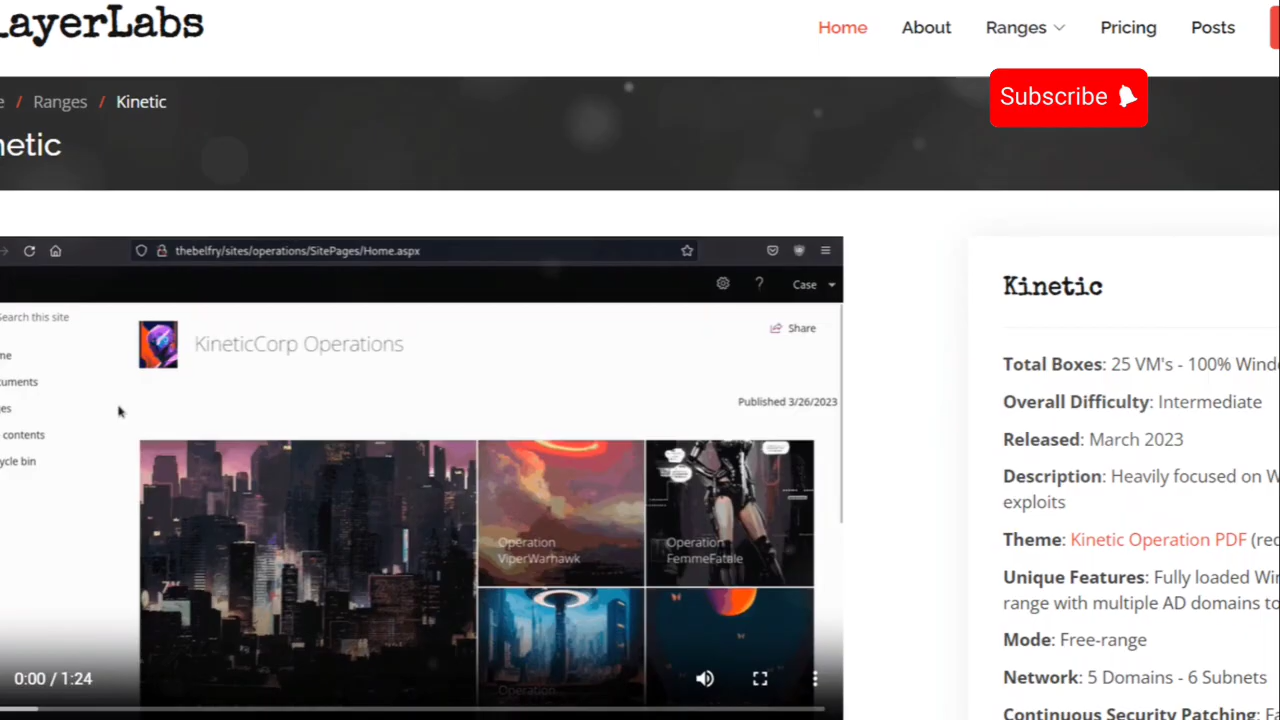 LayerLabs
Home
About
Ranges
Pricing
Posts
Subscribe
/ Ranges / Kinetic
netic
thebelfry/sites/operations/SitePages/Home.aspx
Case
Search this site
Share
KineticCorp Operations
Published 3/26/2023
Operation
ViperWarhawk
Operation
FemmeFatale
Operation
0:00 / 1:24
Kinetic
Total Boxes: 25 VM's - 100% Wind
Overall Difficulty: Intermediate
Released: March 2023
Description: Heavily focused on W
exploits
Theme: Kinetic Operation PDF (rec
Unique Features: Fully loaded Win
range with multiple AD domains to
Mode: Free-range
Network: 5 Domains - 6 Subnets
Continuous Security Patching: